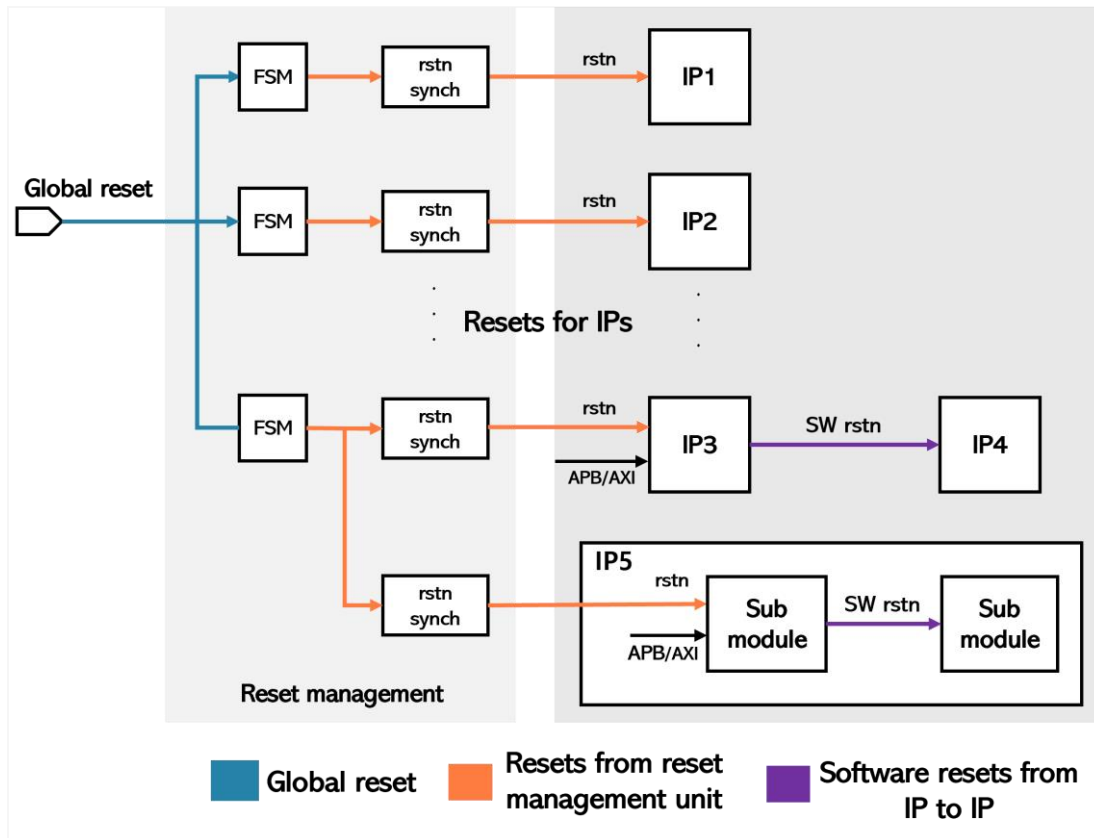 Global reset
FSM
rstn
synch
rstn
IP1
FSM
rstn
synch
rstn
IP2
Resets for IPs
FSM
rstn
synch
rstn
APB/AXI
IP3
SW rstn
IP4
rstn
synch
IP5
rstn
APB/AXI
Sub
module
SW rstn
Sub
module
Reset management
Global reset
Resets from reset
management unit
Software resets from
IP to IP